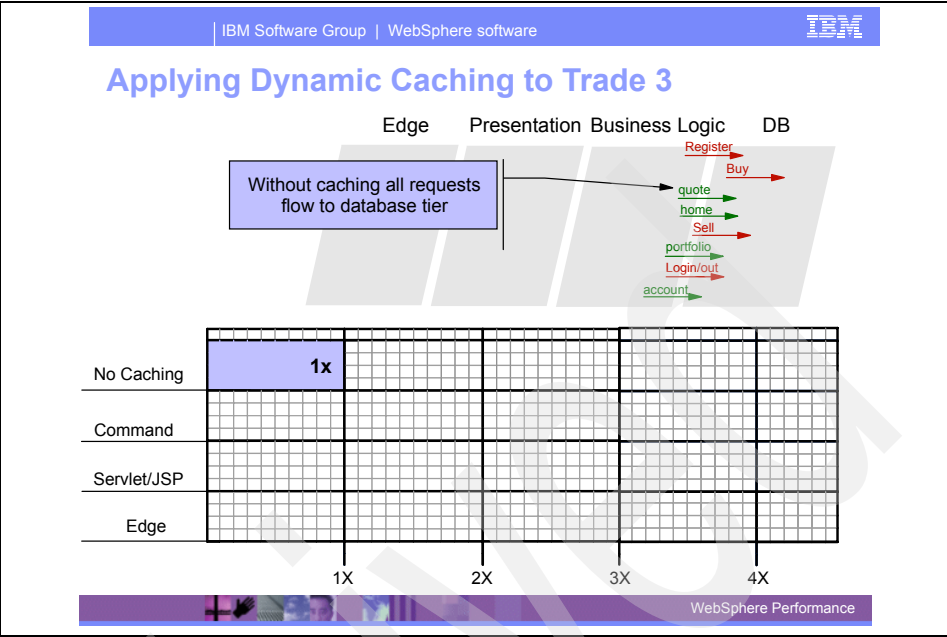 IBM Software Group | WebSphere software
IBM
Applying Dynamic Caching to Trade 3
Edge Presentation Business Logic DB
Register
Buy
Without caching all requests
flow to database tier
quote
home
Sell
portfolio
Login/out
account
No Caching
1x
Command
Servlet/JSP
Edge
1X 2X 3X 4X
WebSphere Performance